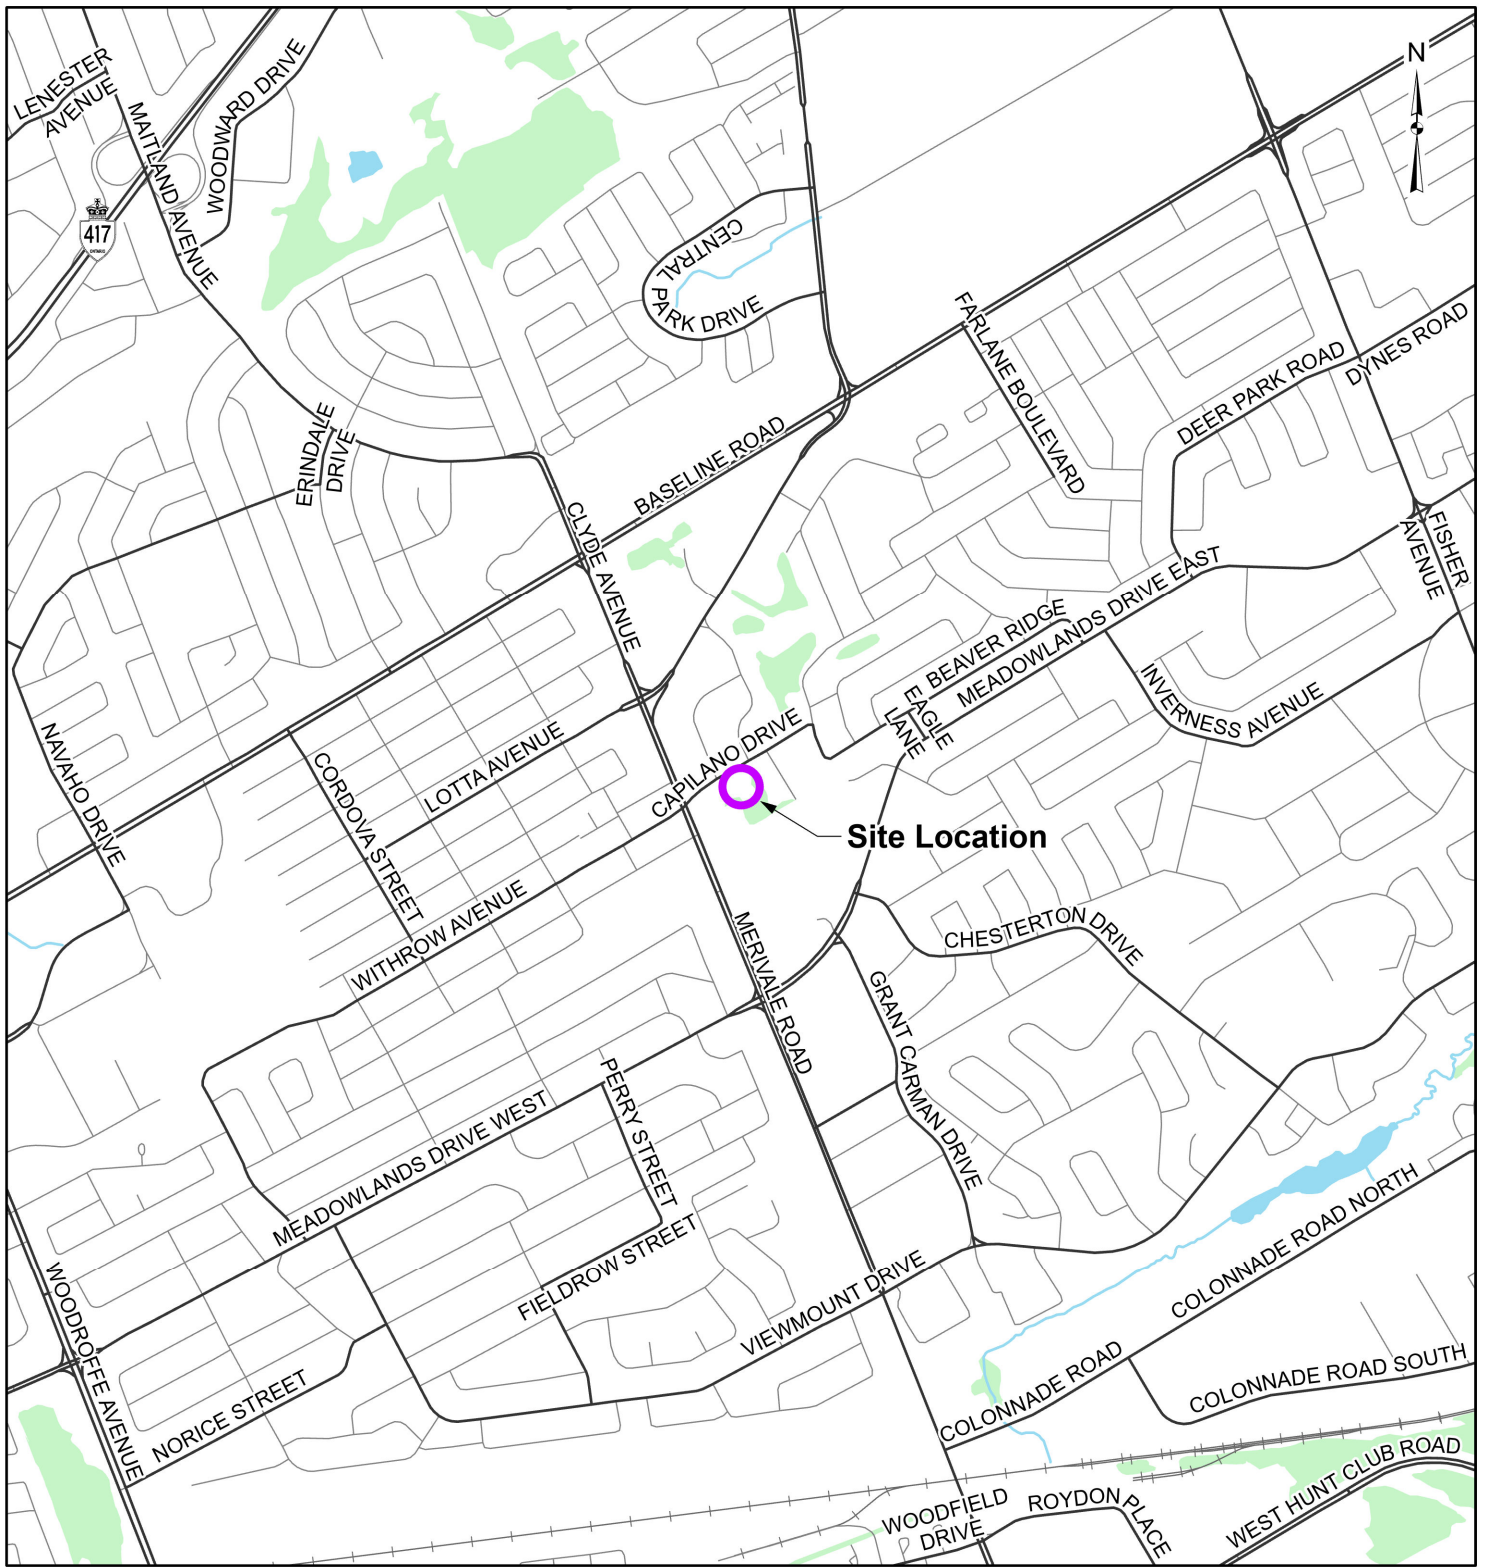 N
LENESTER
AVENUE
MAITLAND AVENUE
WOODWARD DRIVE
417
ONTARIO
CENTRAL
PARK DRIVE
FARLANE BOULEVARD
DEER PARK ROAD
DYNES ROAD
ERINDALE
DRIVE
BASELINE ROAD
CLYDE AVENUE
FISHER
AVENUE
BEAVER RIDGE
MEADOWLANDS DRIVE EAST
EAGLE
LANE
INVERNESS AVENUE
NAVAHO DRIVE
CORDOVA STREET
LOTTA AVENUE
CAPILANO DRIVE
Site Location
WITHROW AVENUE
MERIVALE ROAD
CHESTERTON DRIVE
GRANT CARMAN DRIVE
PERRY STREET
MEADOWLANDS DRIVE WEST
FIELDROW STREET
VIEWMOUNT DRIVE
COLONNADE ROAD NORTH
COLONNADE ROAD
COLONNADE ROAD SOUTH
WOODROFFE AVENUE
NORICE STREET
WOODFIELD
DRIVE
ROYDON PLACE
WEST HUNT CLUB ROAD